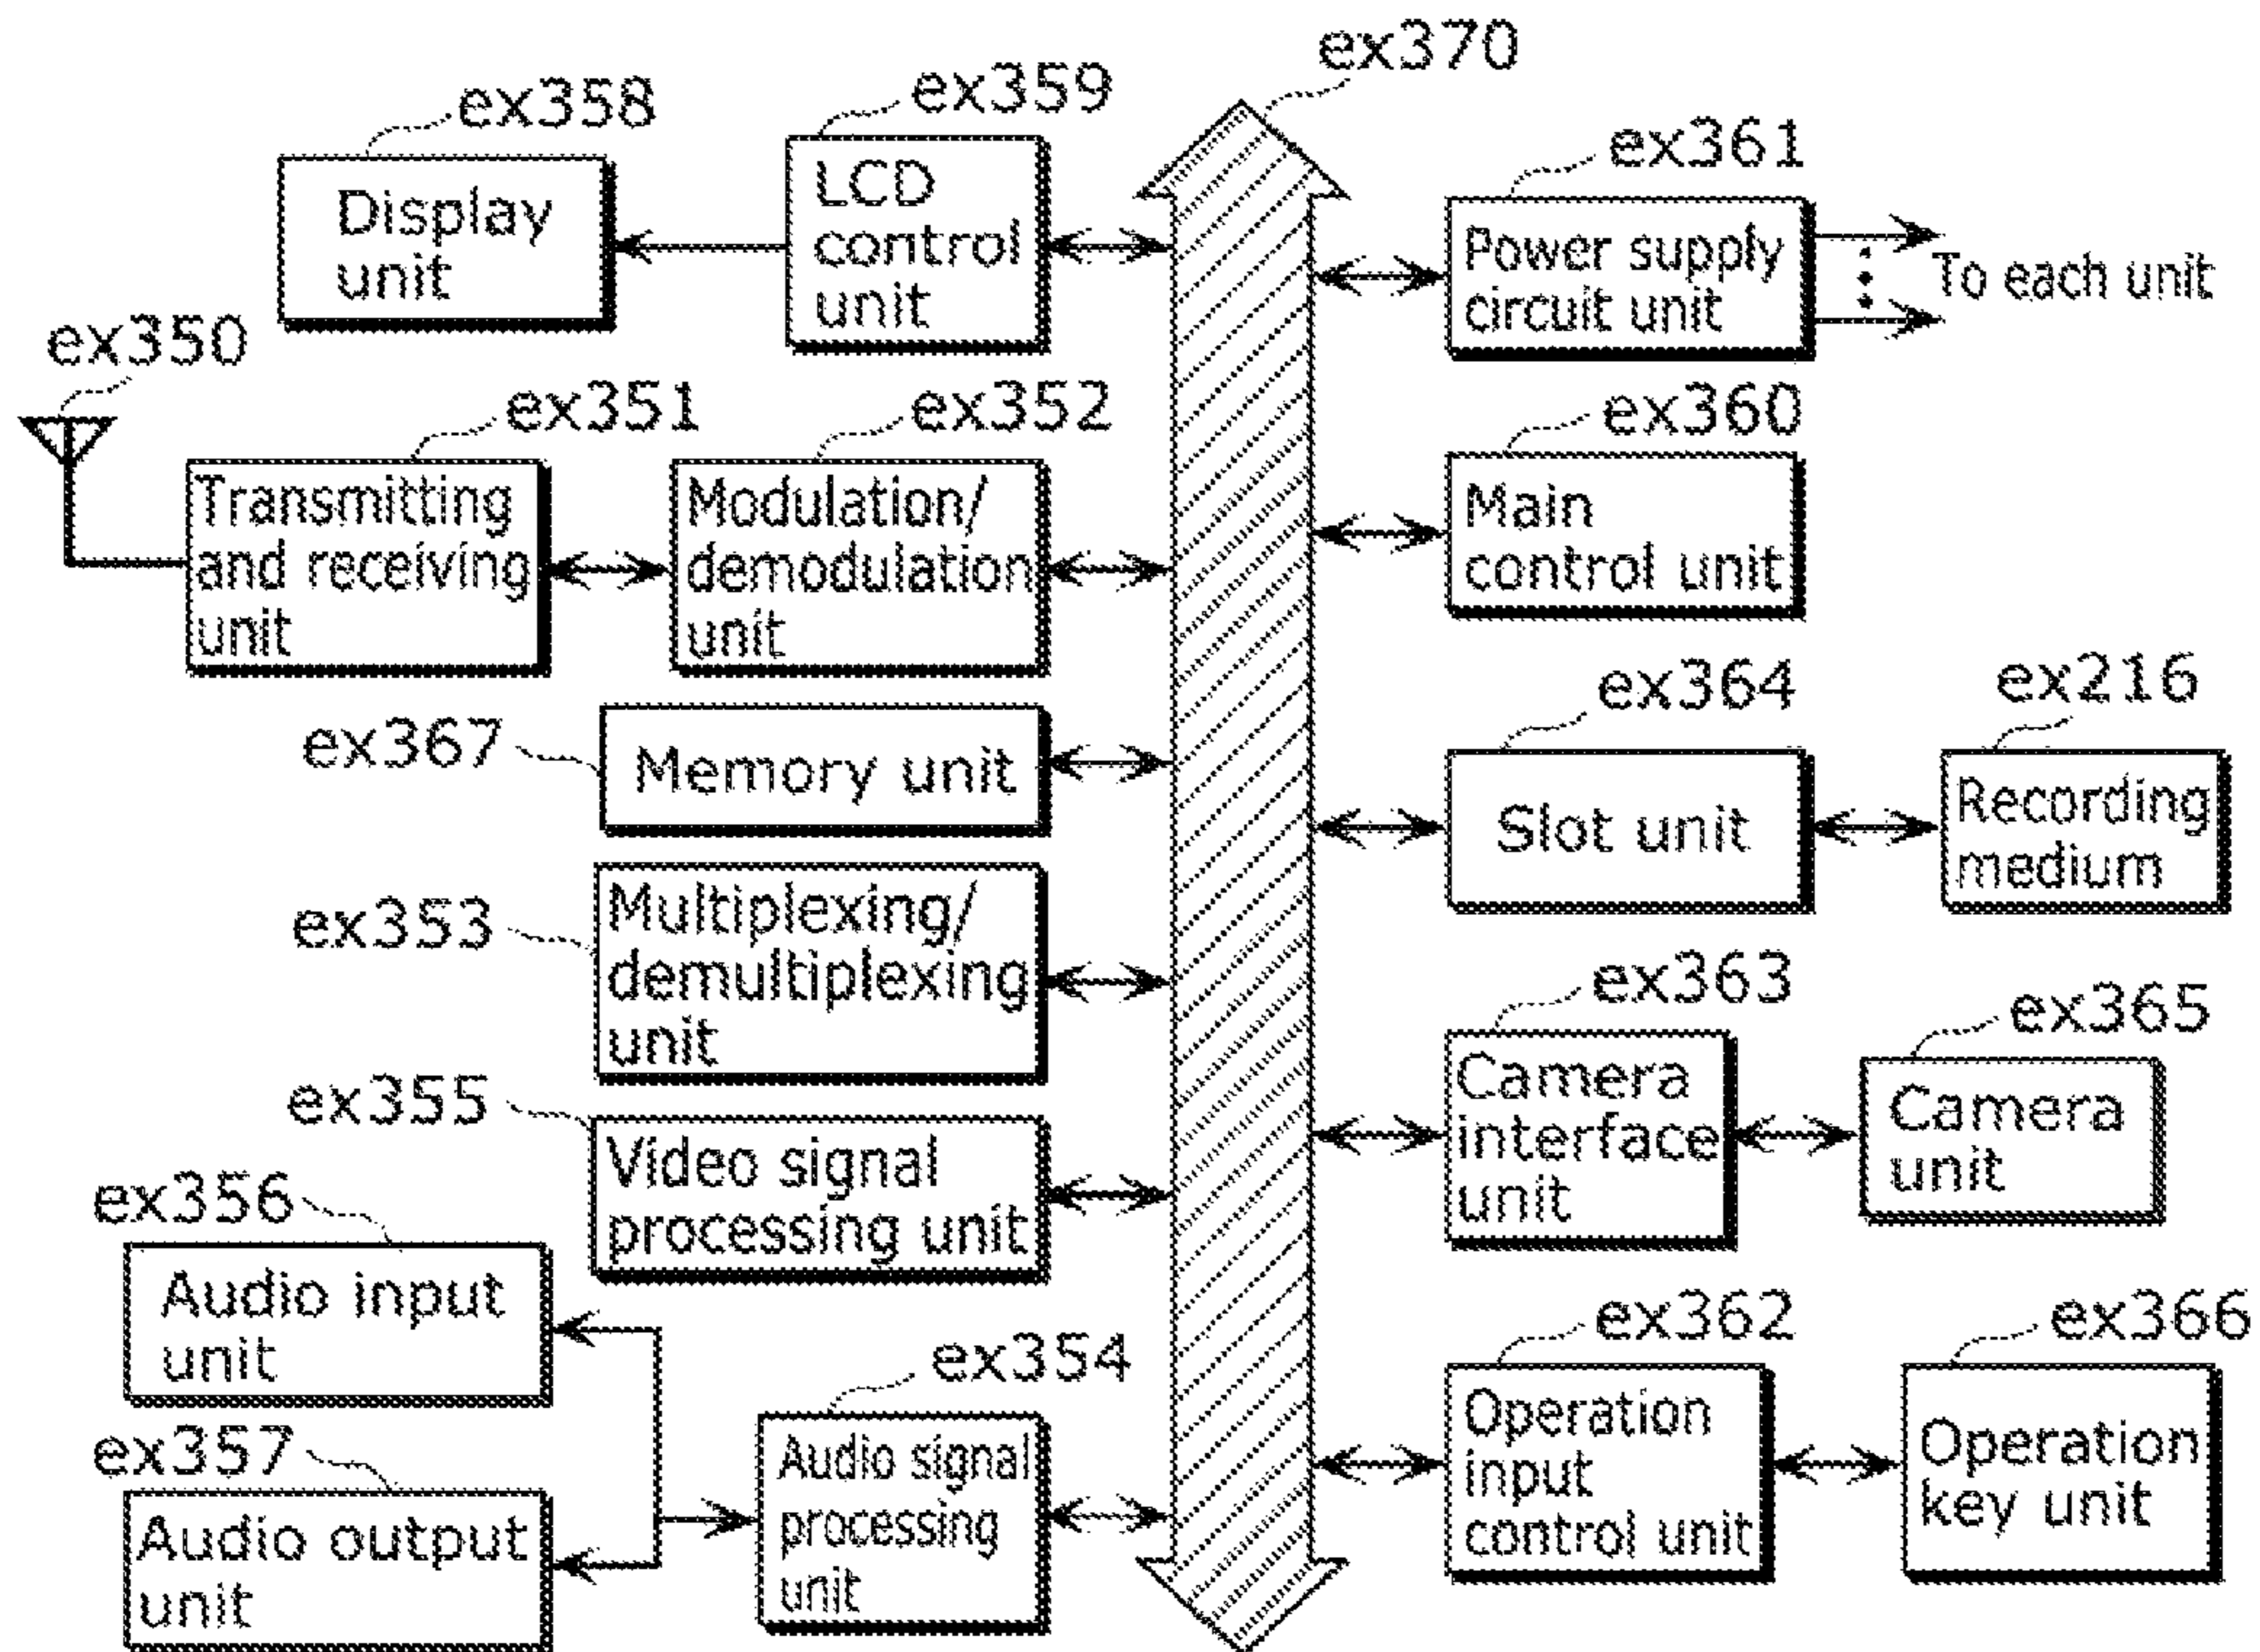 ex370
ex358
ex359
ex361
Display
unit
LCD
control
unit
Power supply
circuit unit
To each unit
ex350
ex351
ex352
ex360
Transmitting
and receiving
unit
Modulation/
demodulation
unit
Main
control unit
ex367
Memory unit
ex364
ex216
Slot unit
Recording
medium
ex353
Multiplexing/
demultiplexing
unit
ex363
ex365
Camera
interface
unit
Camera
unit
ex355
Video signal
processing unit
ex356
Audio input
unit
ex362
ex366
Operation
input
control unit
Operation
key unit
ex354
Audio signal
processing
unit
ex357
Audio output
unit